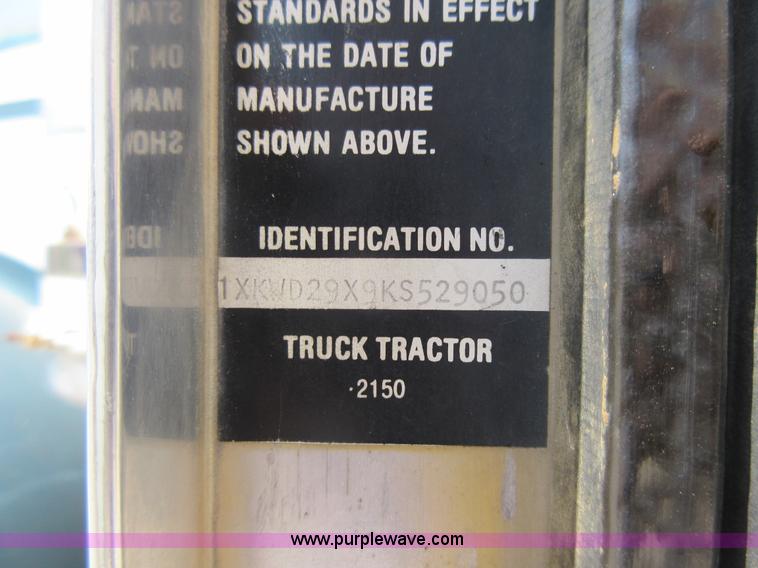 STANDARDS IN EFFECT
ON THE DATE OF
MANUFACTURE
SHOWN ABOVE.
IDENTIFICATION NO.
1XKWD29X9KS529050
TRUCK TRACTOR
·2150
www.purplewave.com